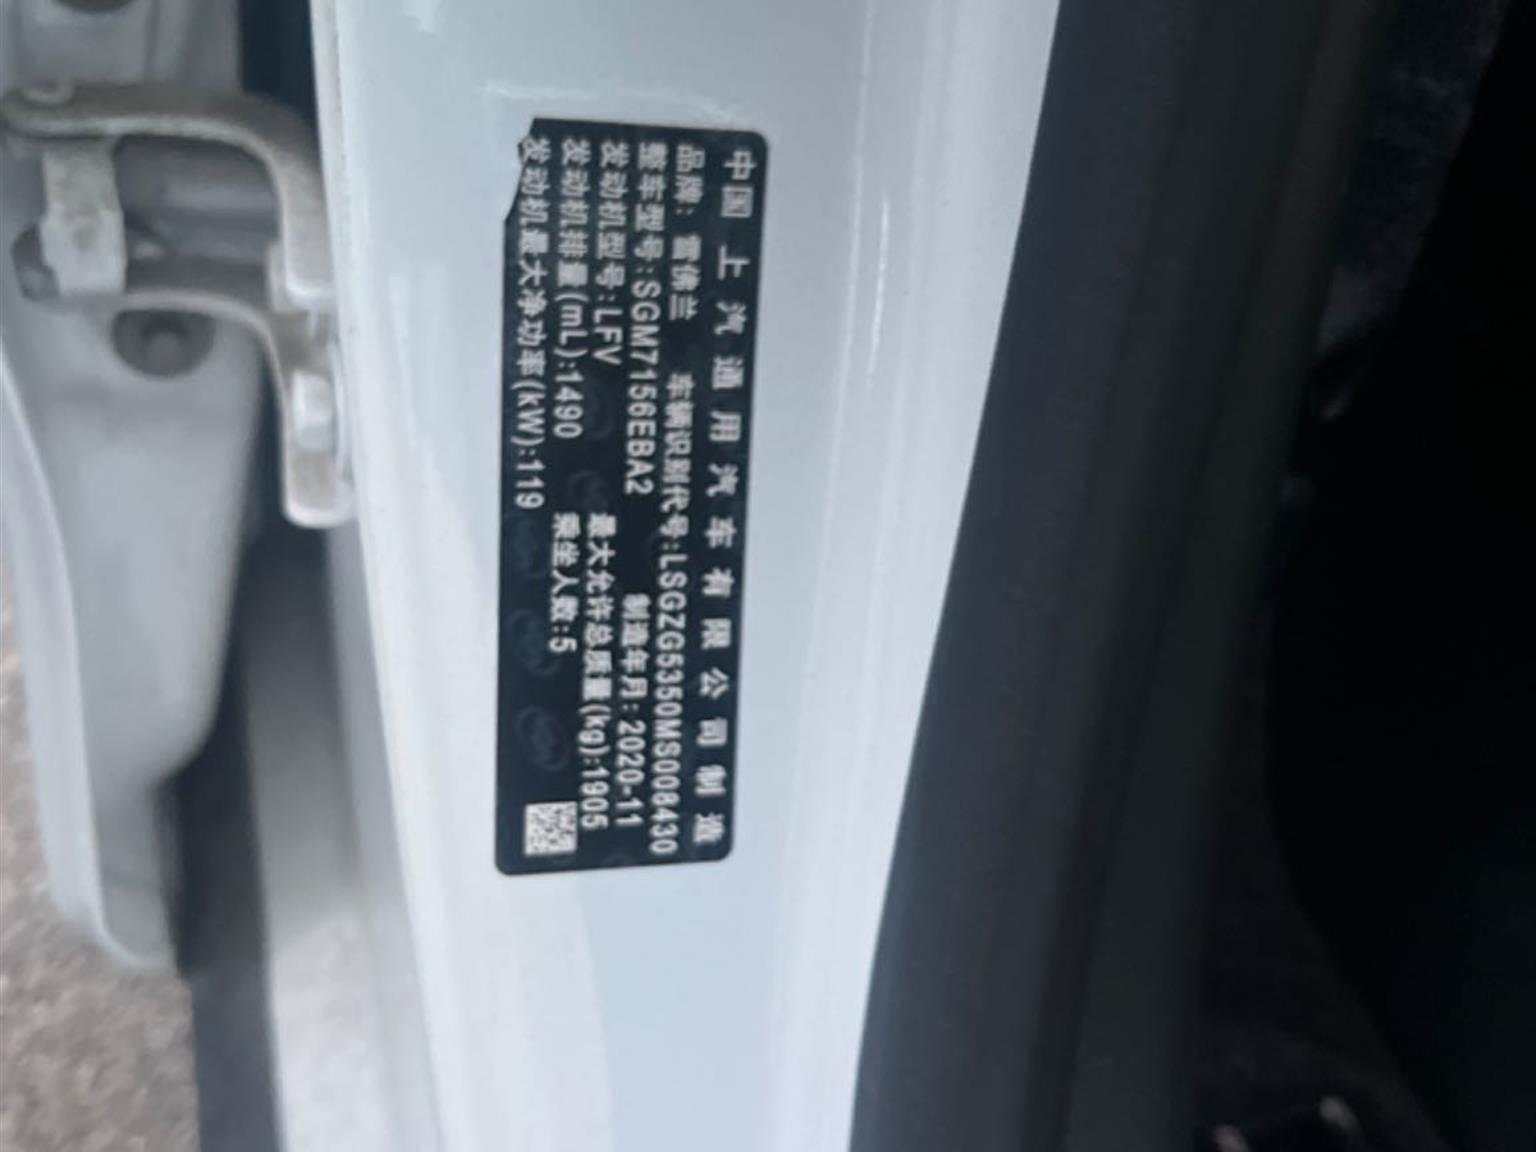 中国上汽通用汽车有限公司制造
品牌：雪佛兰 车辆识别代号:LSGZG5350MS008430
整车型号:SGM7156EBA2 制造年月：2020-11
发动机型号:LFV 最大允许总质量(kg):1905
发动机排量(mL):1490 乘坐人数:5
发动机最大净功率(kW):119